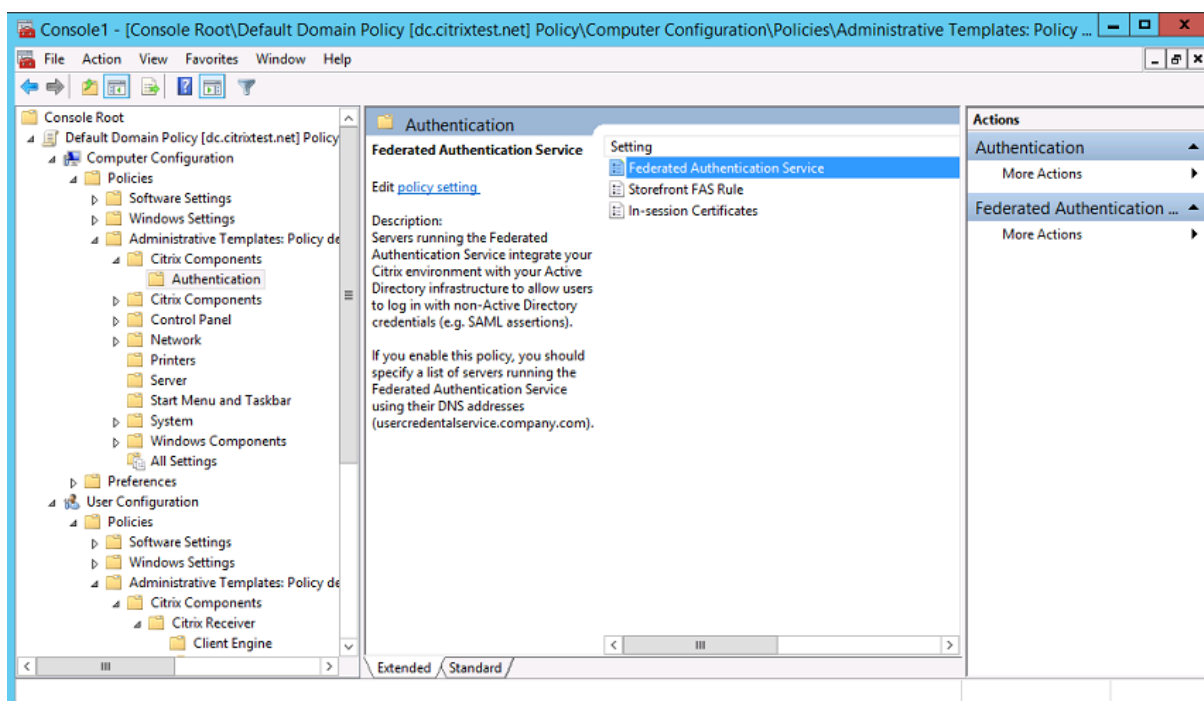 Console1 - [Console Root\Default Domain Policy [dc.citrixtest.net] Policy\Computer Configuration\Policies\Administrative Templates: Policy ...
File Action View Favorites Window Help
Console Root
Default Domain Policy [dc.citrixtest.net] Policy
Computer Configuration
Policies
Software Settings
Windows Settings
Administrative Templates: Policy de
Citrix Components
Authentication
Citrix Components
Control Panel
Network
Printers
Server
Start Menu and Taskbar
System
Windows Components
All Settings
Preferences
User Configuration
Policies
Software Settings
Windows Settings
Administrative Templates: Policy de
Citrix Components
Citrix Receiver
Client Engine
Authentication
Federated Authentication Service
Edit policy setting
Description:
Servers running the Federated
Authentication Service integrate your
Citrix environment with your Active
Directory infrastructure to allow users
to log in with non-Active Directory
credentials (e.g. SAML assertions).
If you enable this policy, you should
specify a list of servers running the
Federated Authentication Service
using their DNS addresses
(usercredentalservice.company.com).
Setting
Federated Authentication Service
Storefront FAS Rule
In-session Certificates
Extended Standard
Actions
Authentication
More Actions
Federated Authentication ...
More Actions